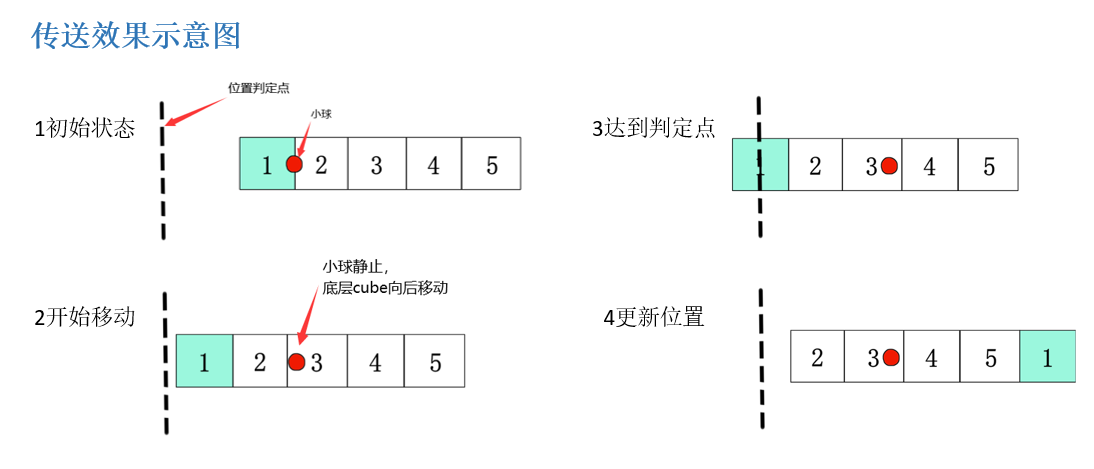 传送效果示意图
位置判定点
小球
1初始状态
1 2 3 4 5
小球静止，
底层cube向后移动
2开始移动
1 2 3 4 5
3达到判定点
1 2 3 4 5
4更新位置
2 3 4 5 1